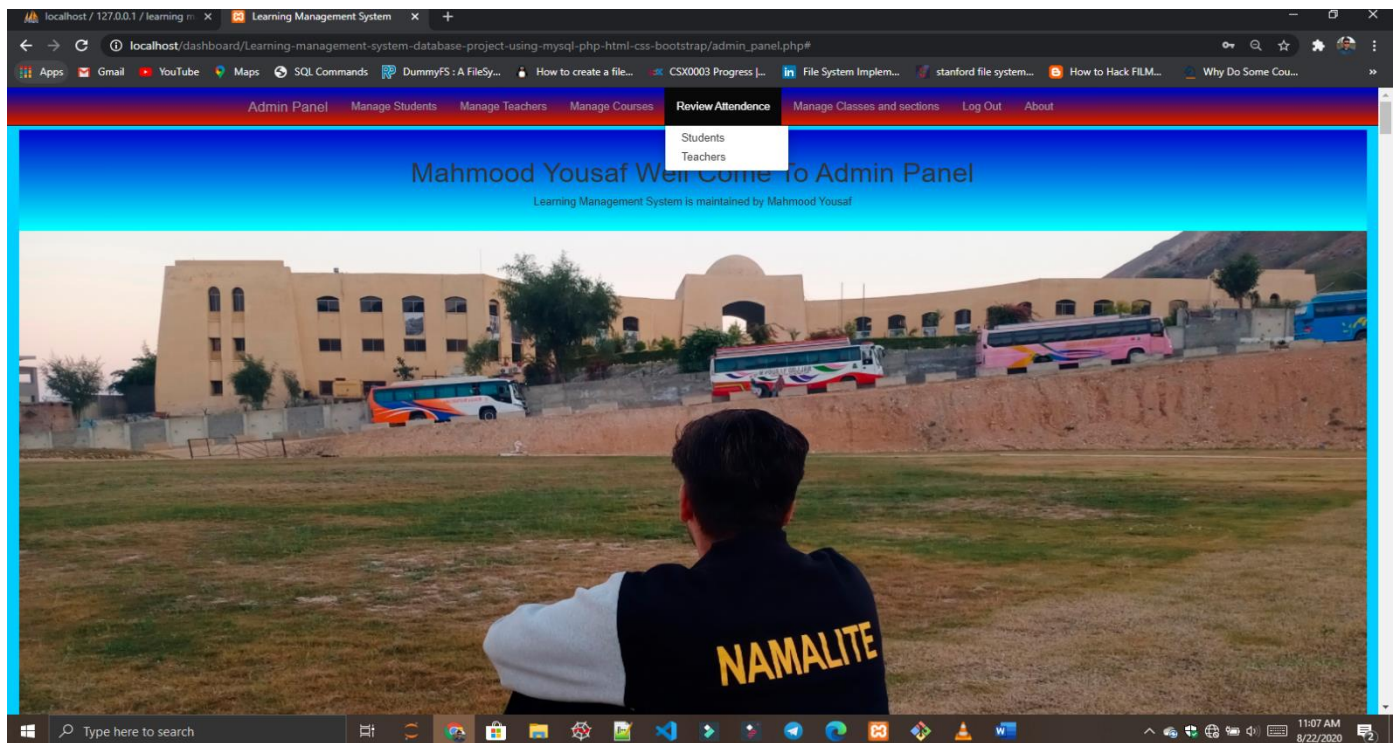 localhost / 127.0.0.1 / learning m
Learning Management System
localhost/dashboard/Learning-management-system-database-project-using-mysql-php-html-css-bootstrap/admin_panel.php#
Apps Gmail YouTube Maps SQL Commands DummyFS : A FileSy... How to create a file... CSX0003 Progress |... File System Implem... stanford file system... How to Hack FILM... Why Do Some Cou... »
Admin Panel Manage Students Manage Teachers Manage Courses Review Attendence Manage Classes and sections Log Out About
Students
Teachers
Mahmood Yousaf Well Come To Admin Panel
Learning Management System is maintained by Mahmood Yousaf
NAMALITE
Type here to search
11:07 AM
8/22/2020
2